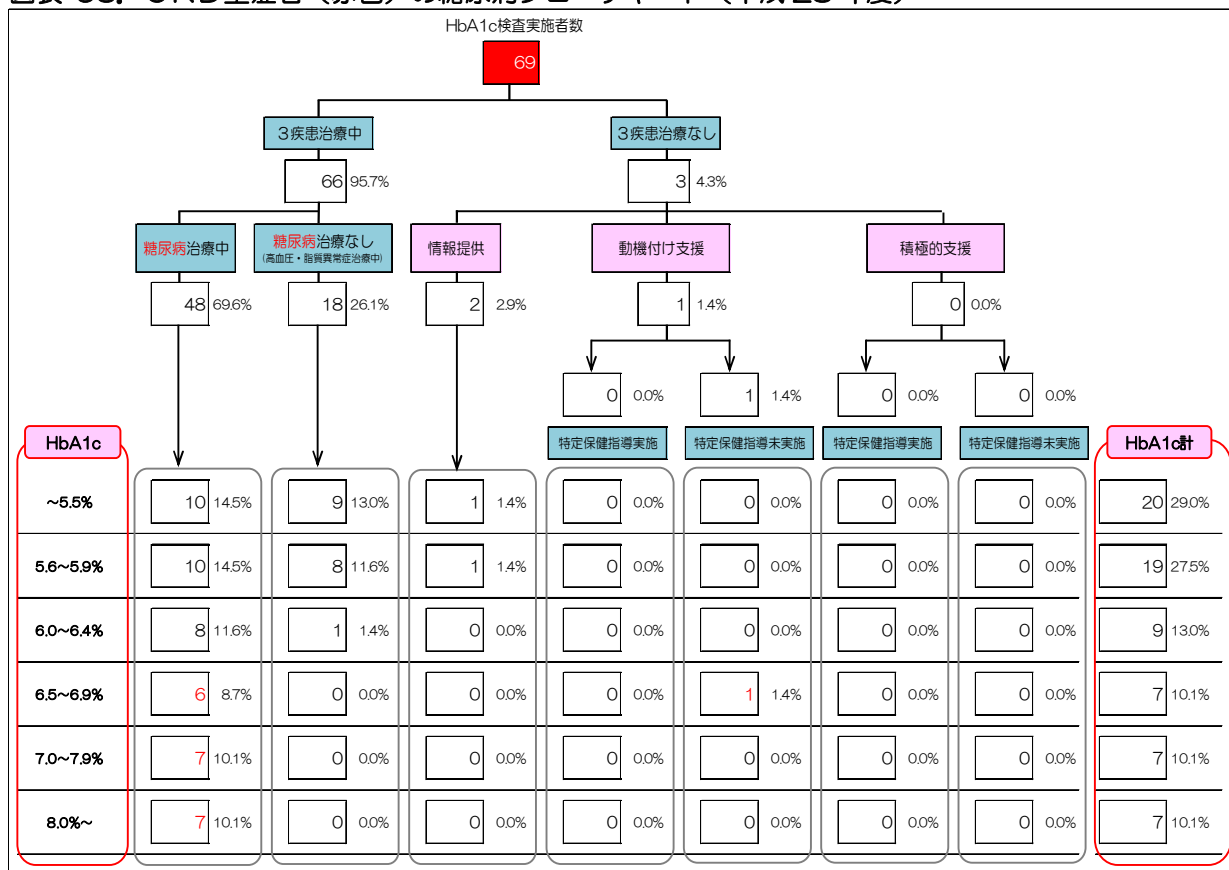 HbA1c検査実施者数
69
3疾患治療中 3疾患治療なし
66 95.7% 3 4.3%
糖尿病治療中 糖尿病治療なし 情報提供 動機付け支援 積極的支援
(高血圧・脂質異常症治療中)
48 69.6% 18 26.1% 2 2.9% 1 1.4% 0 0.0%
0 0.0% 1 1.4% 0 0.0% 0 0.0%
HbA1c 特定保健指導実施 特定保健指導未実施 特定保健指導実施 特定保健指導未実施 HbA1c計
~5.5% 10 14.5% 9 13.0% 1 1.4% 0 0.0% 0 0.0% 0 0.0% 0 0.0% 20 29.0%
5.6~5.9% 10 14.5% 8 11.6% 1 1.4% 0 0.0% 0 0.0% 0 0.0% 0 0.0% 19 27.5%
6.0~6.4% 8 11.6% 1 1.4% 0 0.0% 0 0.0% 0 0.0% 0 0.0% 0 0.0% 9 13.0%
6.5~6.9% 6 8.7% 0 0.0% 0 0.0% 0 0.0% 1 1.4% 0 0.0% 0 0.0% 7 10.1%
7.0~7.9% 7 10.1% 0 0.0% 0 0.0% 0 0.0% 0 0.0% 0 0.0% 0 0.0% 7 10.1%
8.0%~ 7 10.1% 0 0.0% 0 0.0% 0 0.0% 0 0.0% 0 0.0% 0 0.0% 7 10.1%